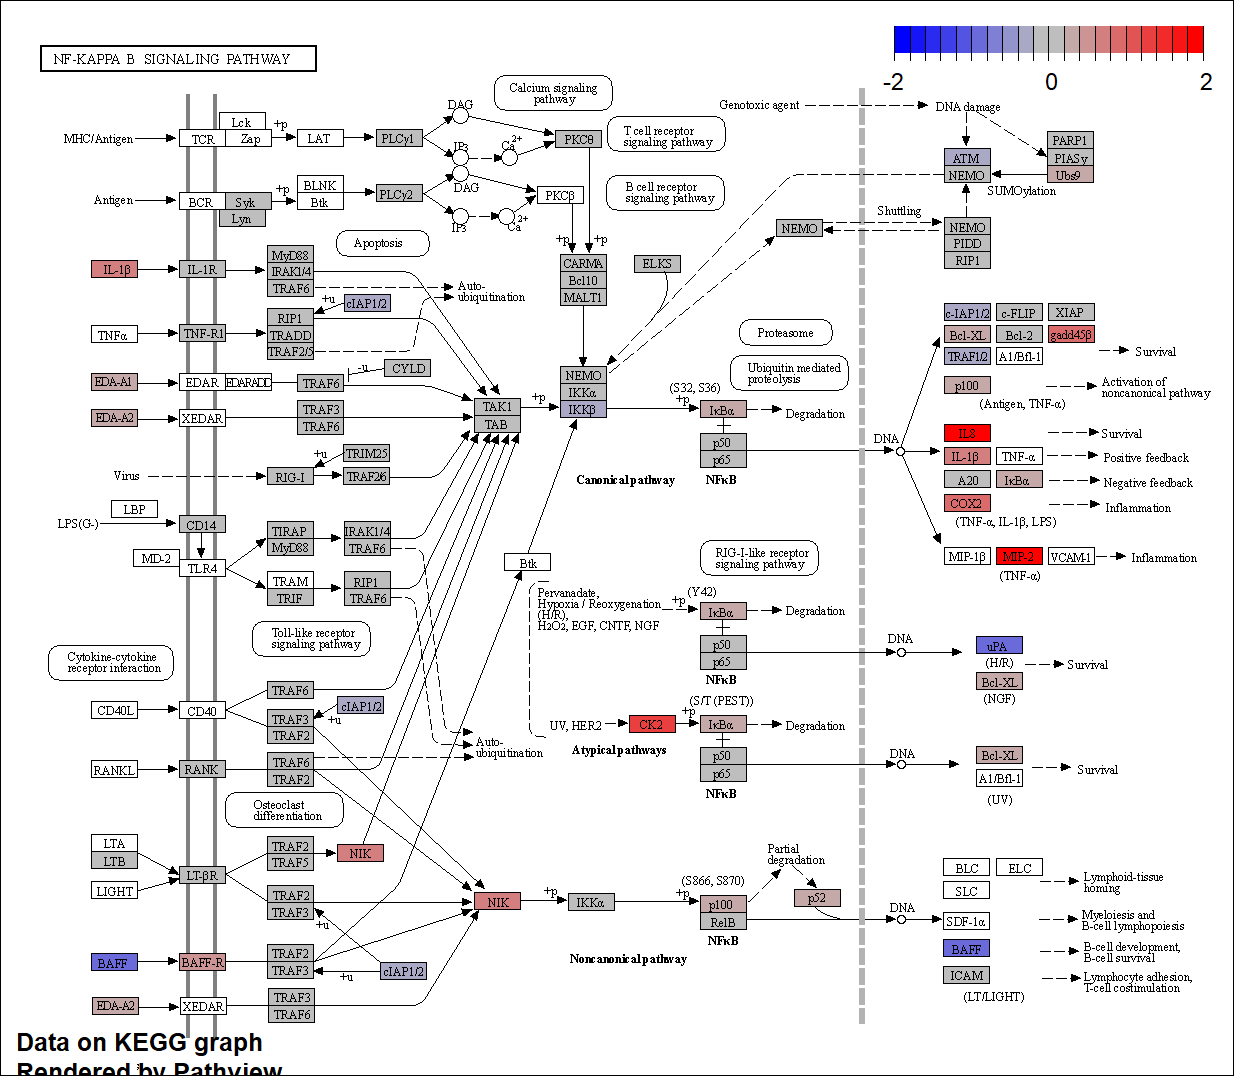 NF-KAPPA B SIGNALING PATHWAY
-2
0
2
Calcium signaling
pathway
T cell receptor
signaling pathway
B cell receptor
signaling pathway
Apoptosis
Proteasome
Ubiquitin mediated
proteolysis
RIG-I-like receptor
signaling pathway
Toll-like receptor
signaling pathway
Cytokine-cytokine
receptor interaction
Osteoclast
differentiation
MHC/Antigen
TCR
Lck
Zap
+p
LAT
PLCγ1
DAG
IP3
Ca2+
PKCθ
Antigen
BCR
Syk
Lyn
+p
BLNK
Btk
PLCγ2
DAG
IP3
Ca2+
PKCβ
+p
+p
CARMA
Bcl10
MALT1
ELKS
IL-1β
IL-1R
MyD88
IRAK1/4
TRAF6
Auto-
ubiquitination
+u
cIAP1/2
TNFα
TNF-R1
RIP1
TRADD
TRAF2/5
EDA-A1
EDAR
EDARADD
TRAF6
-u
CYLD
EDA-A2
XEDAR
TRAF3
TRAF6
TAK1
TAB
+p
NEMO
IKKα
IKKβ
Virus
RIG-I
+u
TRIM25
TRAF2/6
LBP
LPS(G-)
CD14
MD-2
TLR4
TIRAP
MyD88
IRAK1/4
TRAF6
TRAM
TRIF
RIP1
TRAF6
Btk
CD40L
CD40
TRAF6
TRAF3
TRAF2
+u
cIAP1/2
Auto-
ubiquitination
RANKL
RANK
TRAF6
TRAF2
LTA
LTB
LIGHT
LT-βR
TRAF2
TRAF5
NIK
TRAF2
TRAF3
+u
BAFF
BAFF-R
TRAF2
TRAF3
+u
cIAP1/2
EDA-A2
XEDAR
TRAF3
TRAF6
NIK
+p
IKKα
+p
(S866, S870)
p100
RelB
NFκB
Partial
degradation
p52
Noncanonical pathway
(S32, S36)
+p
IκBα
Degradation
p50
p65
NFκB
Canonical pathway
Pervanadate,
Hypoxia / Reoxygenation
(H/R),
H2O2, EGF, CNTF, NGF
+p
(Y42)
IκBα
Degradation
p50
p65
NFκB
UV, HER2
CK2
+p
(S/T (PEST))
IκBα
Degradation
p50
p65
NFκB
Atypical pathways
Genotoxic agent
DNA damage
ATM
NEMO
PARP1
PIASy
Ubs9
SUMOylation
NEMO
Shuttling
NEMO
PIDD
RIP1
c-IAP1/2
c-FLIP
XIAP
Bcl-XL
Bcl-2
gadd45β
TRAF1/2
A1/Bfl-1
Survival
p100
Activation of
noncanonical pathway
(Antigen, TNF-α)
DNA
IL8
Survival
IL-1β
TNF-α
Positive feedback
A20
IκBα
Negative feedback
COX2
Inflammation
(TNF-α, IL-1β, LPS)
MIP-1β
MIP-2
VCAM-1
Inflammation
(TNF-α)
DNA
uPA
(H/R)
Survival
Bcl-XL
(NGF)
DNA
Bcl-XL
A1/Bfl-1
Survival
(UV)
BLC
ELC
SLC
Lymphoid-tissue
homing
DNA
SDF-1α
Myeloiesis and
B-cell lymphopoiesis
BAFF
B-cell development,
B-cell survival
ICAM
Lymphocyte adhesion,
T-cell costimulation
(LT/LIGHT)
Data on KEGG graph
Rendered by Pathview